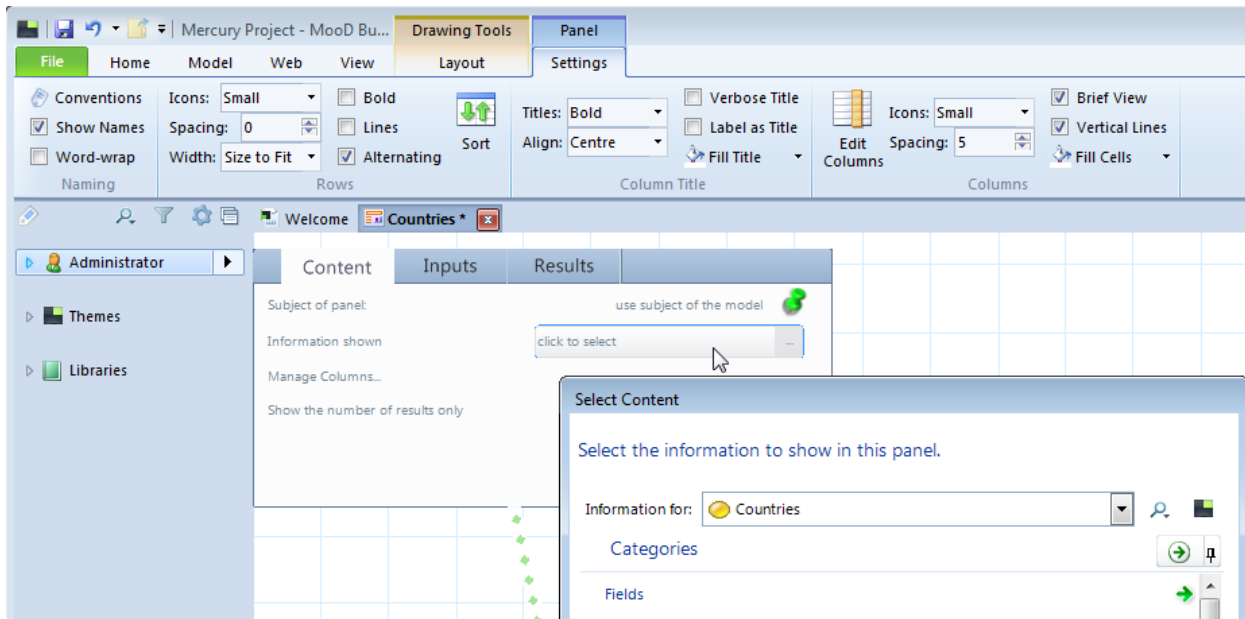 Mercury Project - MooD Bu... Drawing Tools Panel
File Home Model Web View Layout Settings
Conventions Icons: Small Bold Titles: Bold Verbose Title Icons: Small Brief View
Show Names Spacing: 0 Lines Sort Align: Centre Label as Title Edit Columns Spacing: 5 Vertical Lines
Word-wrap Width: Size to Fit Alternating Fill Title Fill Cells
Naming Rows Column Title Columns
Welcome Countries *
Administrator Content Inputs Results
Subject of panel: use subject of the model
Themes
Information shown click to select ...
Libraries
Manage Columns...
Show the number of results only
Select Content
Select the information to show in this panel.
Information for: Countries
Categories
Fields